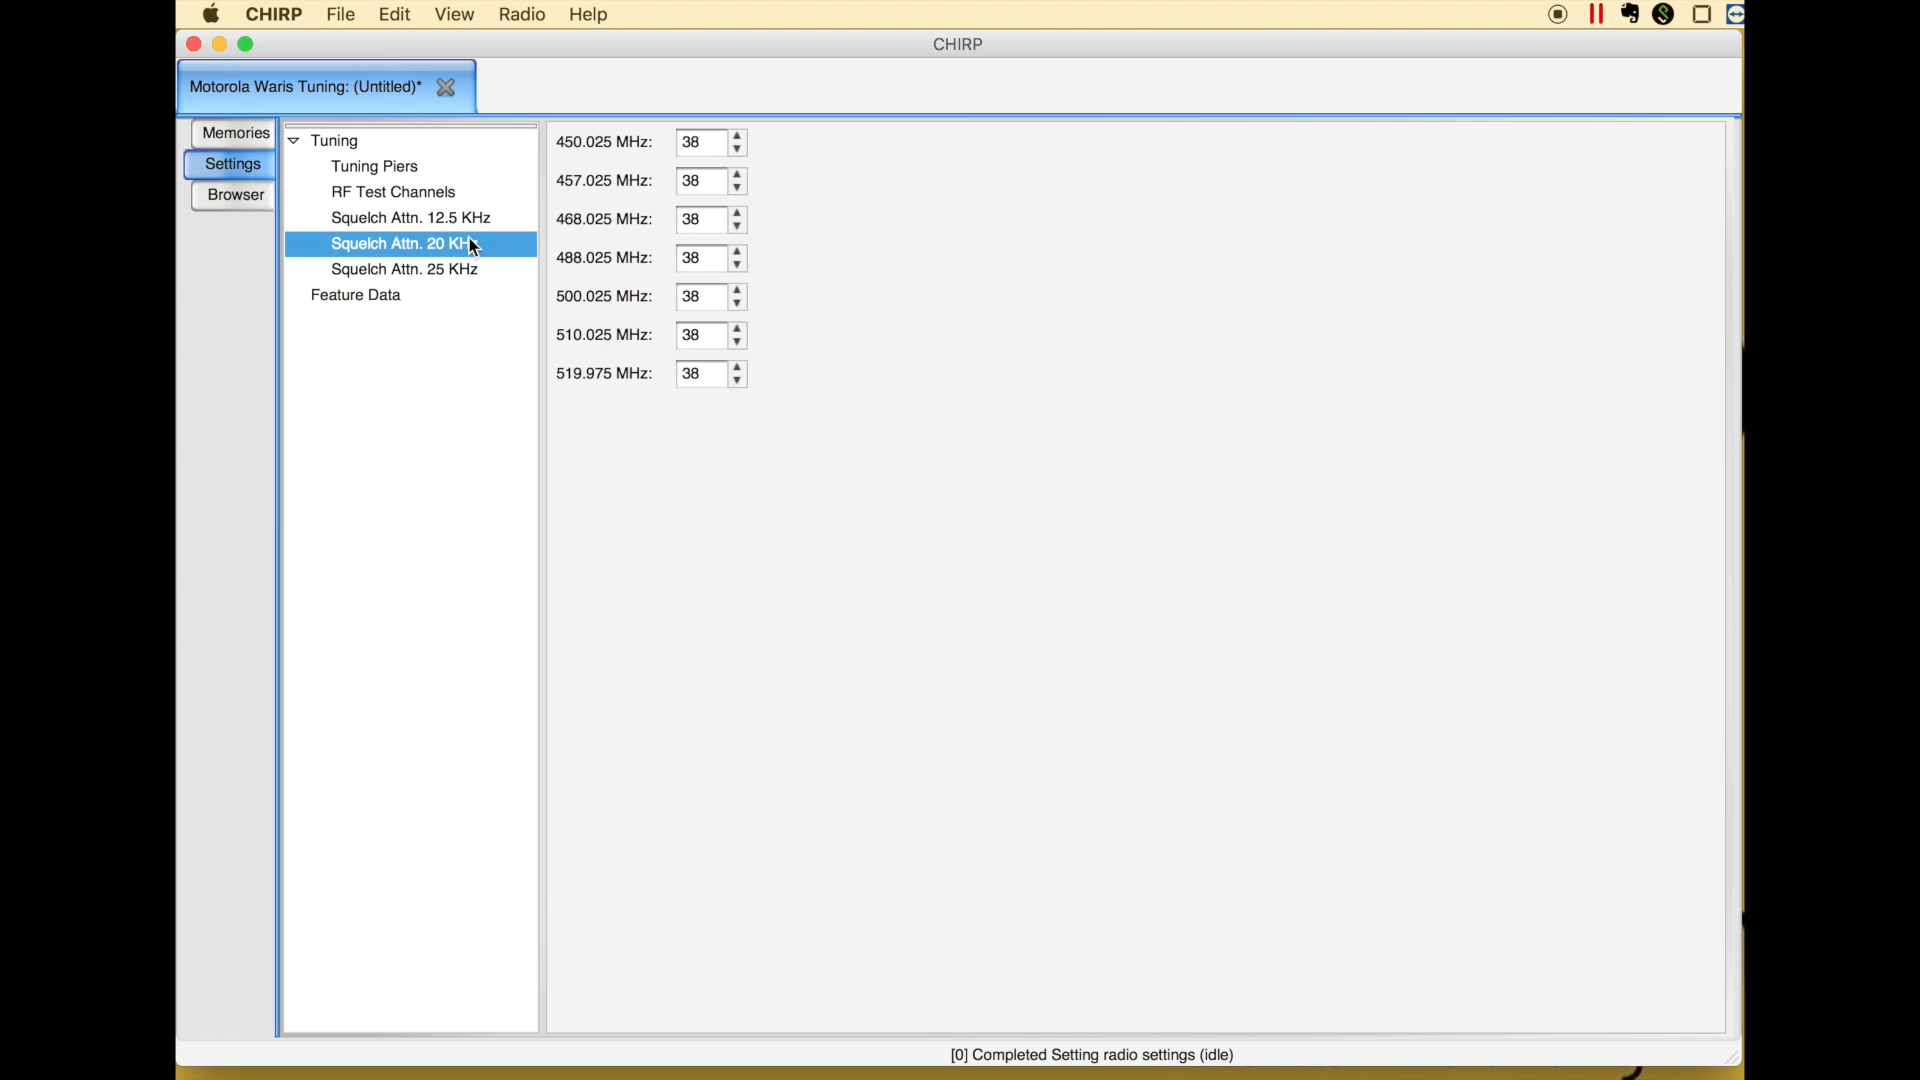 CHIRP File Edit View Radio Help
CHIRP
Motorola Waris Tuning: (Untitled)*
Memories
Settings
Browser
Tuning
Tuning Piers
RF Test Channels
Squelch Attn. 12.5 KHz
Squelch Attn. 20 KHz
Squelch Attn. 25 KHz
Feature Data
450.025 MHz: 38
457.025 MHz: 38
468.025 MHz: 38
488.025 MHz: 38
500.025 MHz: 38
510.025 MHz: 38
519.975 MHz: 38
[0] Completed Setting radio settings (idle)